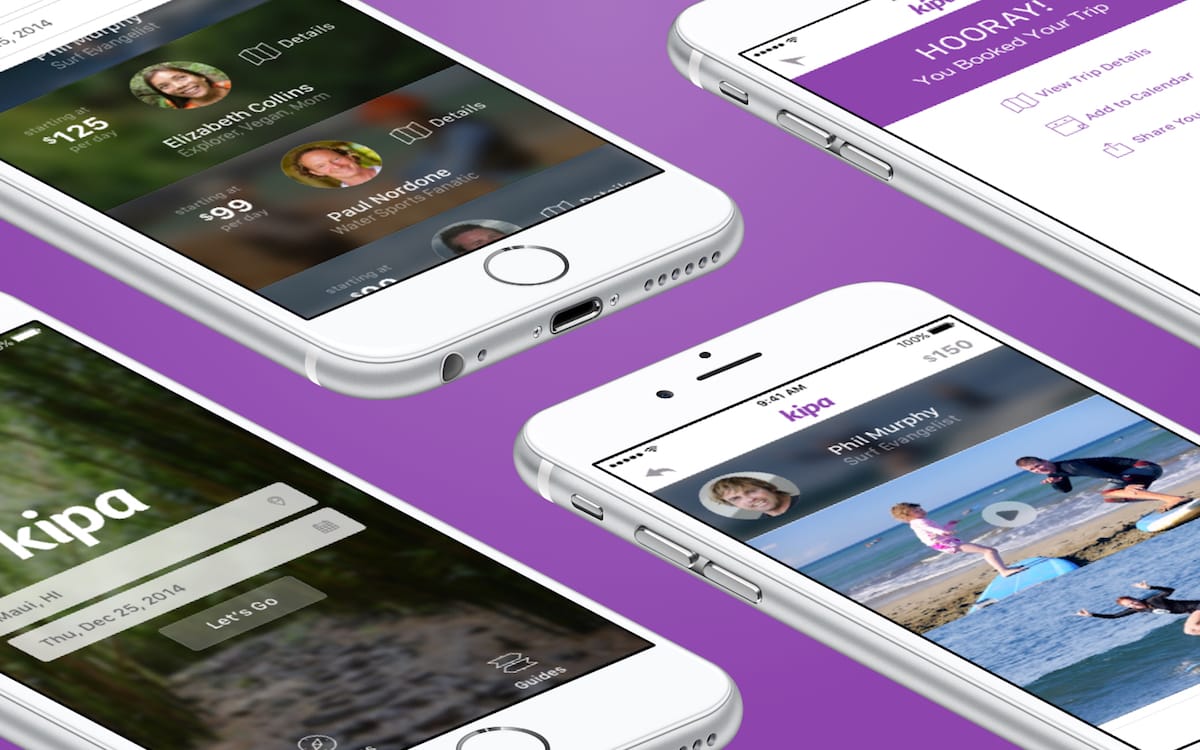 5, 2014
Phil Murphy
Surf Evangelist
Details
starting at
$125
per day
Elizabeth Collins
Explorer, Vegan, Mom
Details
starting at
$99
per day
Paul Nordone
Water Sports Fanatic
Details
starting at
kipa
HOORAY!
You Booked Your Trip
View Trip Details
Add to Calendar
Share You
%
kipa
Maui, HI
Thu, Dec 25, 2014
Let's Go
Guides
9:41 AM
100%
kipa
$150
Phil Murphy
Surf Evangelist